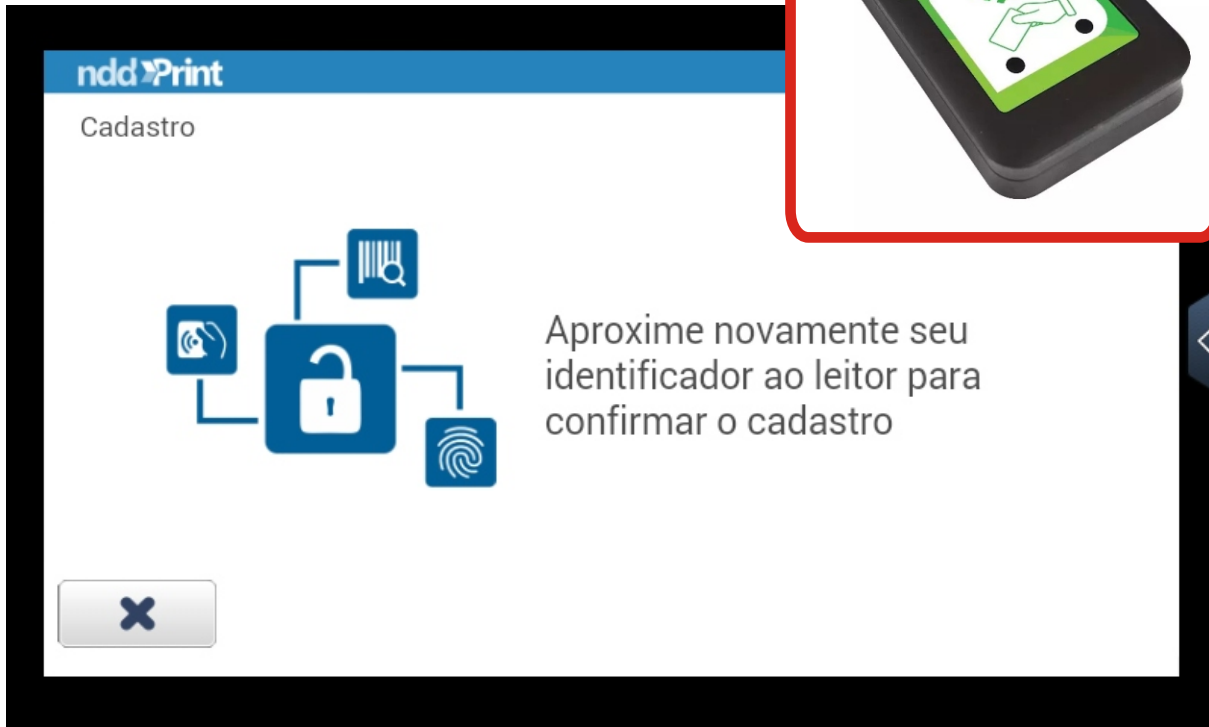 ndd Print
Cadastro
Aproxime novamente seu
identificador ao leitor para
confirmar o cadastro